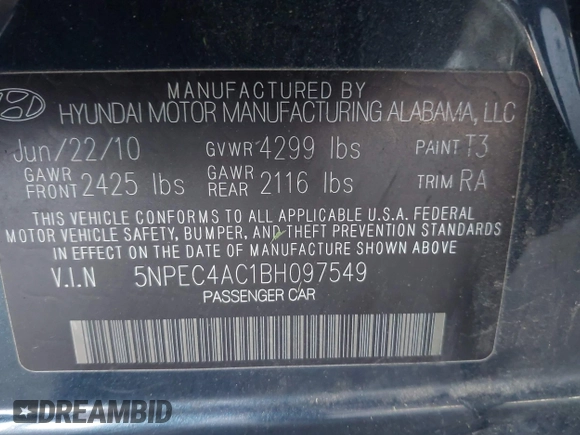 MANUFACTURED BY
HYUNDAI MOTOR MANUFACTURING ALABAMA, LLC
Jun/22/10 GVWR 4299 lbs PAINT T3
GAWR FRONT 2425 lbs GAWR REAR 2116 lbs TRIM RA
THIS VEHICLE CONFORMS TO ALL APPLICABLE U.S.A. FEDERAL
MOTOR VEHICLE SAFETY, BUMPER, AND THEFT PREVENTION STANDARDS
IN EFFECT ON THE DATE OF MANUFACTURE SHOWN ABOVE.
V.I.N 5NPEC4AC1BH097549
PASSENGER CAR
DREAMBID